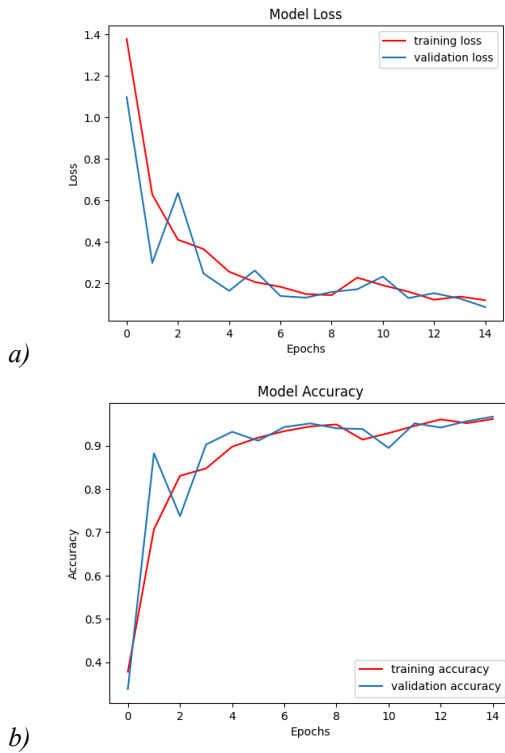 Model Loss
training loss
validation loss
1.4
1.2
1.0
0.8
0.6
0.4
0.2
Loss
0 2 4 6 8 10 12 14
Epochs
a)
Model Accuracy
0.9
0.8
0.7
0.6
0.5
0.4
Accuracy
training accuracy
validation accuracy
0 2 4 6 8 10 12 14
Epochs
b)